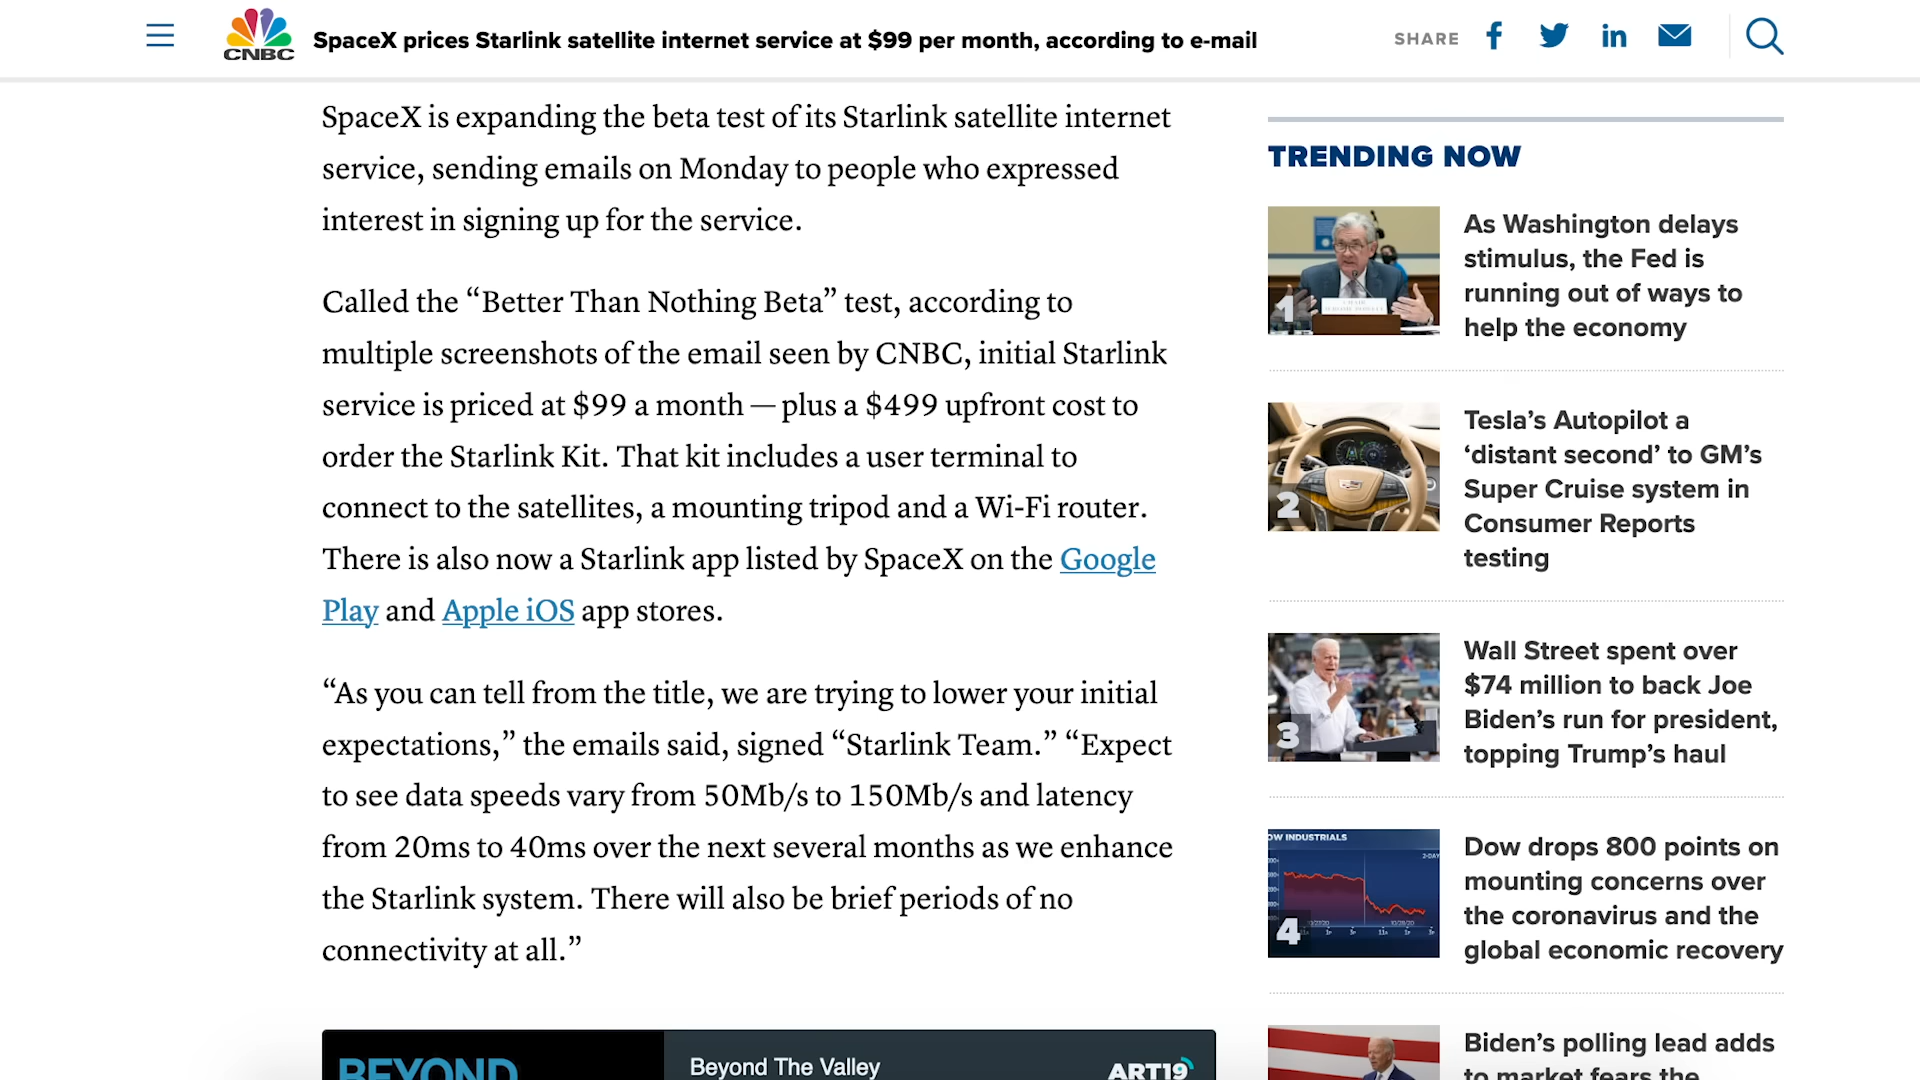 CNBC
SpaceX prices Starlink satellite internet service at $99 per month, according to e-mail
SHARE
SpaceX is expanding the beta test of its Starlink satellite internet
service, sending emails on Monday to people who expressed
interest in signing up for the service.
Called the “Better Than Nothing Beta” test, according to
multiple screenshots of the email seen by CNBC, initial Starlink
service is priced at $99 a month — plus a $499 upfront cost to
order the Starlink Kit. That kit includes a user terminal to
connect to the satellites, a mounting tripod and a Wi-Fi router.
There is also now a Starlink app listed by SpaceX on the Google
Play and Apple iOS app stores.
“As you can tell from the title, we are trying to lower your initial
expectations,” the emails said, signed “Starlink Team.” “Expect
to see data speeds vary from 50Mb/s to 150Mb/s and latency
from 20ms to 40ms over the next several months as we enhance
the Starlink system. There will also be brief periods of no
connectivity at all.”
BEYOND
Beyond The Valley
ART19
TRENDING NOW
1
As Washington delays
stimulus, the Fed is
running out of ways to
help the economy
2
Tesla’s Autopilot a
‘distant second’ to GM’s
Super Cruise system in
Consumer Reports
testing
3
Wall Street spent over
$74 million to back Joe
Biden’s run for president,
topping Trump’s haul
OW INDUSTRIALS
2-DAY
4
Dow drops 800 points on
mounting concerns over
the coronavirus and the
global economic recovery
Biden’s polling lead adds
to market fears the